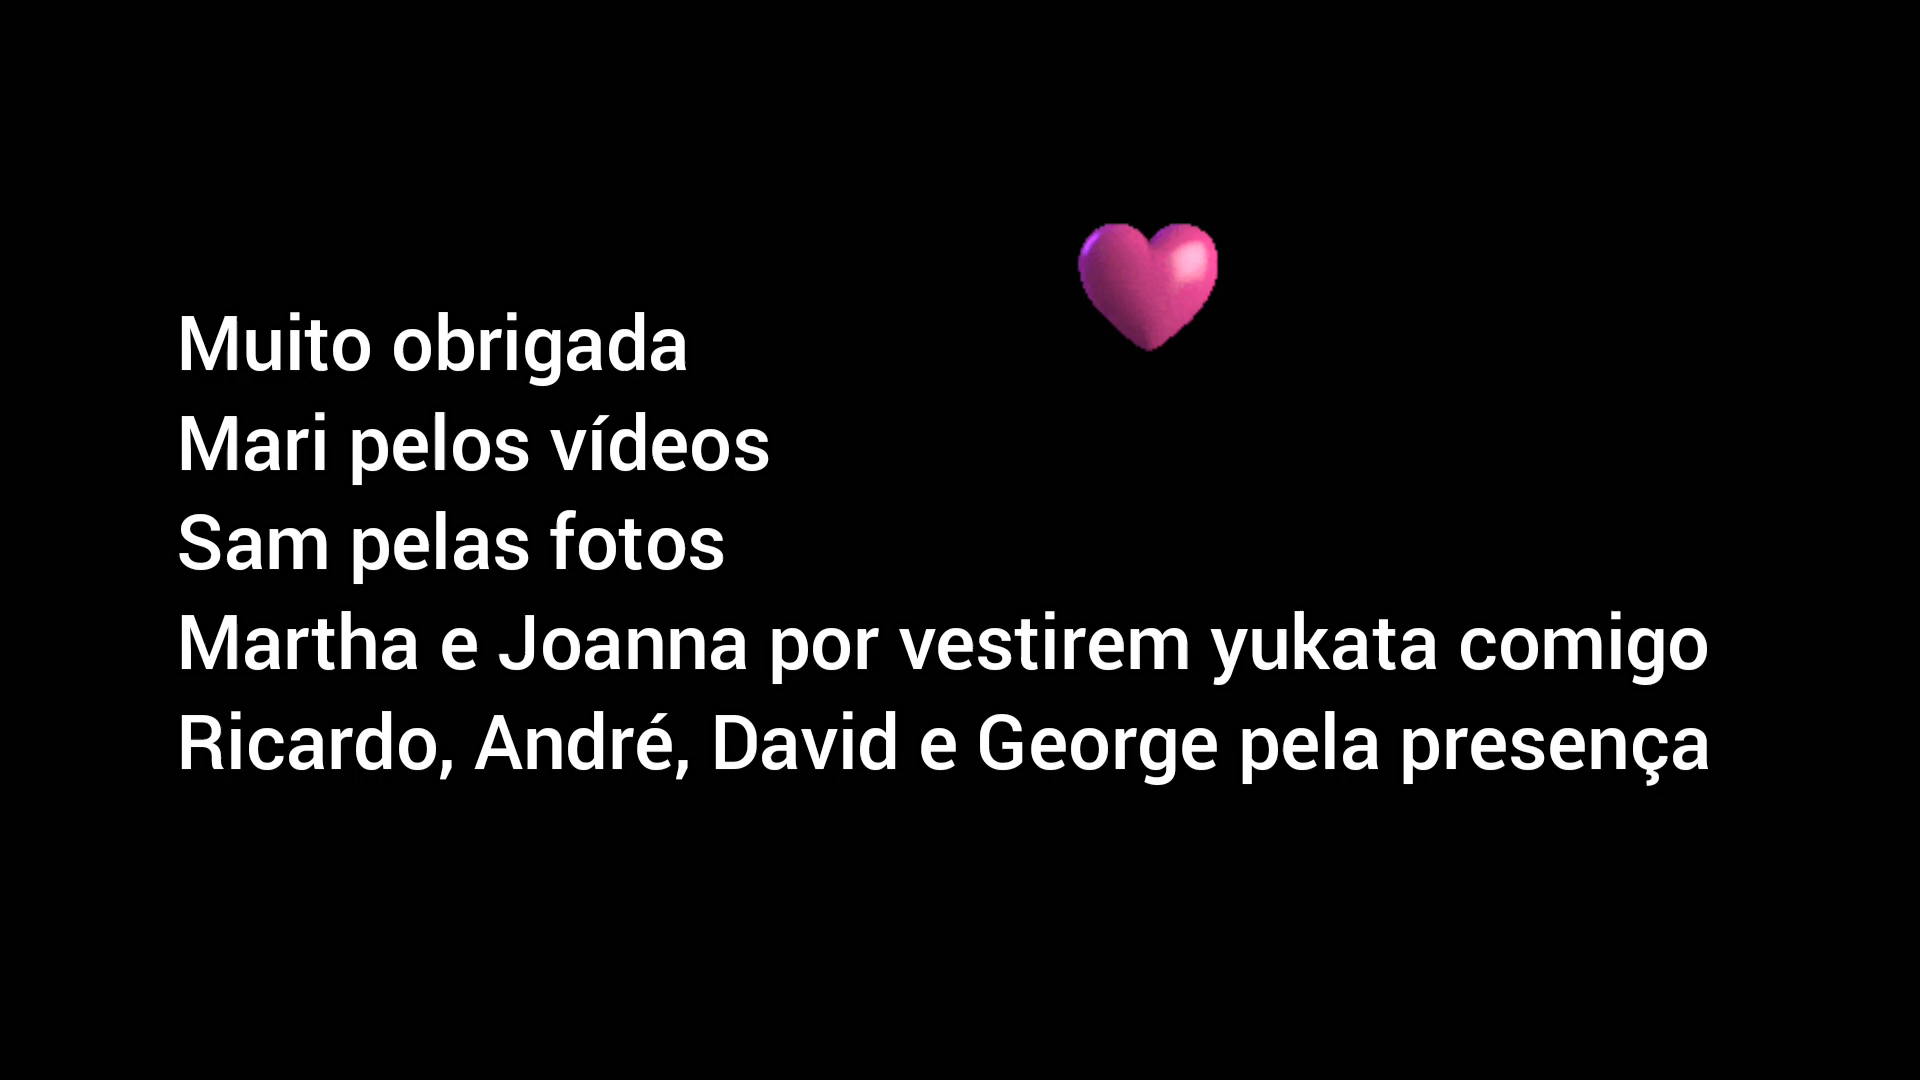 Muito obrigada
Mari pelos vídeos
Sam pelas fotos
Martha e Joanna por vestirem yukata comigo
Ricardo, André, David e George pela presença